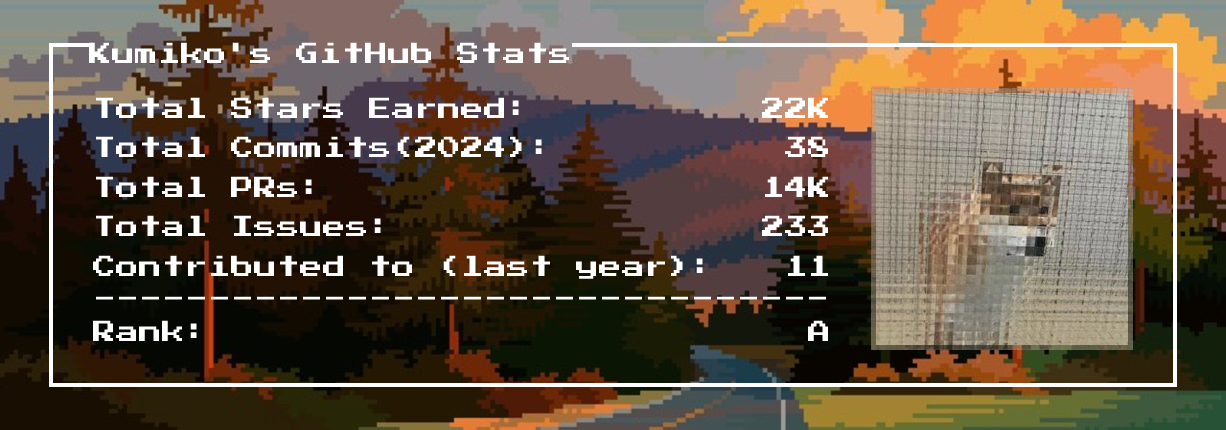 Kumiko's GitHub Stats
Total Stars Earned: 22K
Total Commits(2024): 38
Total PRs: 14K
Total Issues: 233
Contributed to (last year): 11
---------------------------------
Rank: A